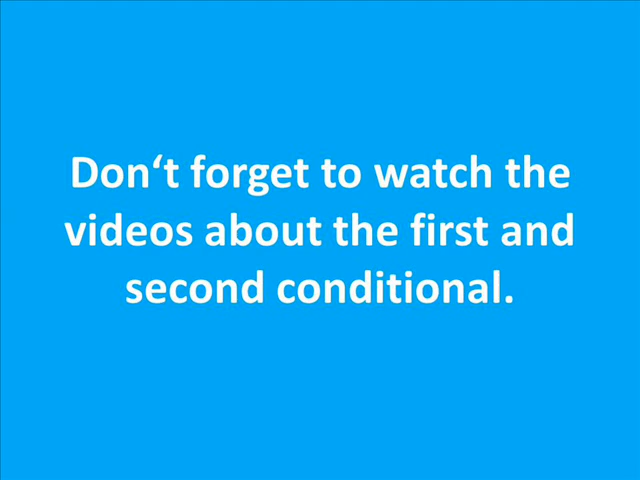 Don‘t forget to watch the
videos about the first and
second conditional.